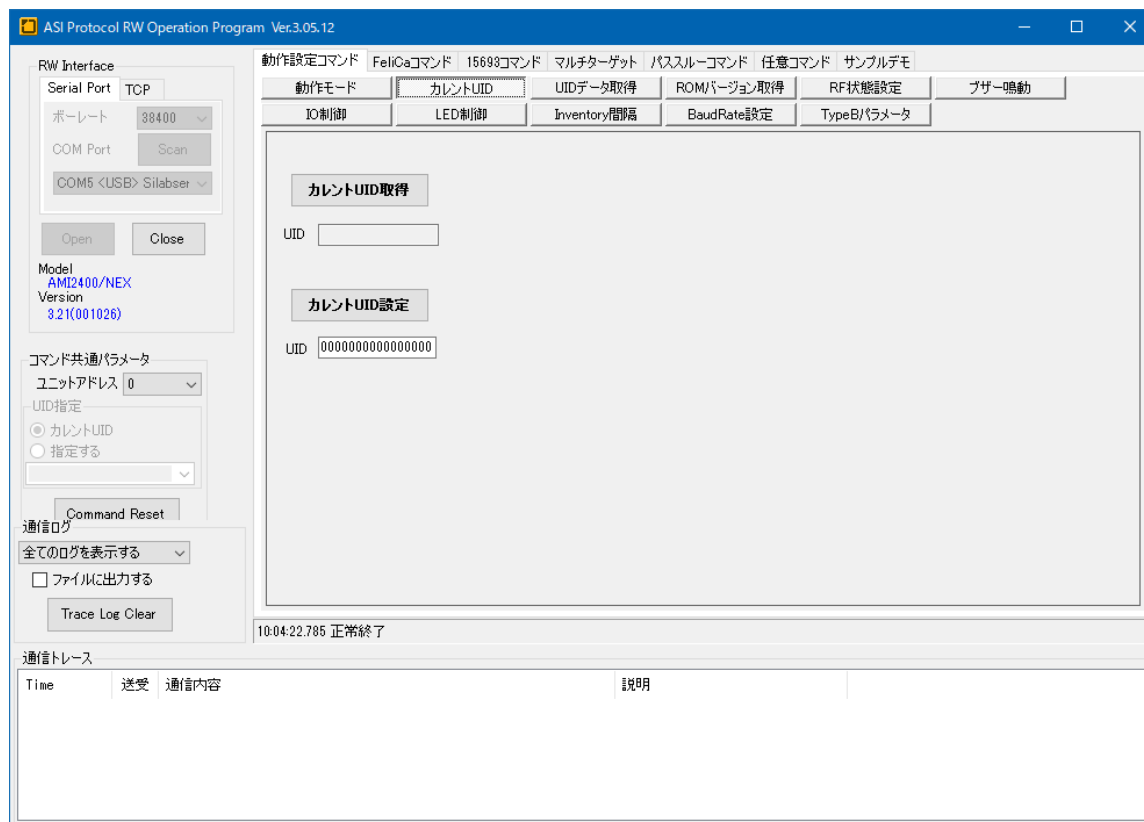 ASI Protocol RW Operation Program Ver.3.05.12
RW Interface
Serial Port TCP
ボーレート 38400
COM Port Scan
COM5 <USB> Silabser
Open Close
Model
AMI2400/NEX
Version
3.21(001026)
コマンド共通パラメータ
ユニットアドレス 0
UID指定
カレントUID
指定する
Command Reset
通信ログ
全てのログを表示する
ファイルに出力する
Trace Log Clear
動作設定コマンド FeliCaコマンド 15693コマンド マルチターゲット パススルーコマンド 任意コマンド サンプルデモ
動作モード カレントUID UIDデータ取得 ROMバージョン取得 RF状態設定 ブザー鳴動
IO制御 LED制御 Inventory間隔 BaudRate設定 TypeBパラメータ
カレントUID取得
UID
カレントUID設定
UID 0000000000000000
10:04:22.785 正常終了
通信トレース
Time 送受 通信内容 説明